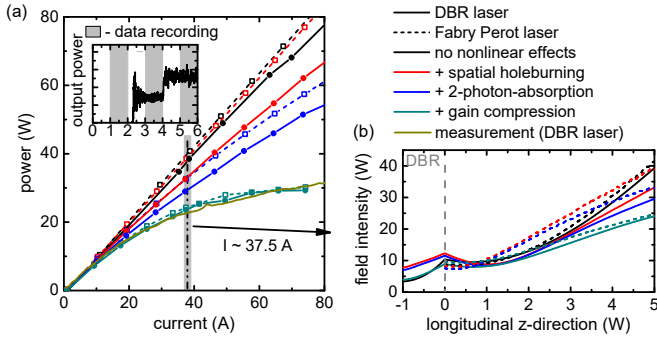 (a)
80
60
40
20
0
power (W)
0 20 40 60 80
current (A)
- data recording
output power
0 1 2 3 4 5 6
I ~ 37.5 A
DBR laser
Fabry Perot laser
no nonlinear effects
+ spatial holeburning
+ 2-photon-absorption
+ gain compression
measurement (DBR laser)
(b)
DBR
40
30
20
10
0
field intensity (W)
-1 0 1 2 3 4 5
longitudinal z-direction (W)